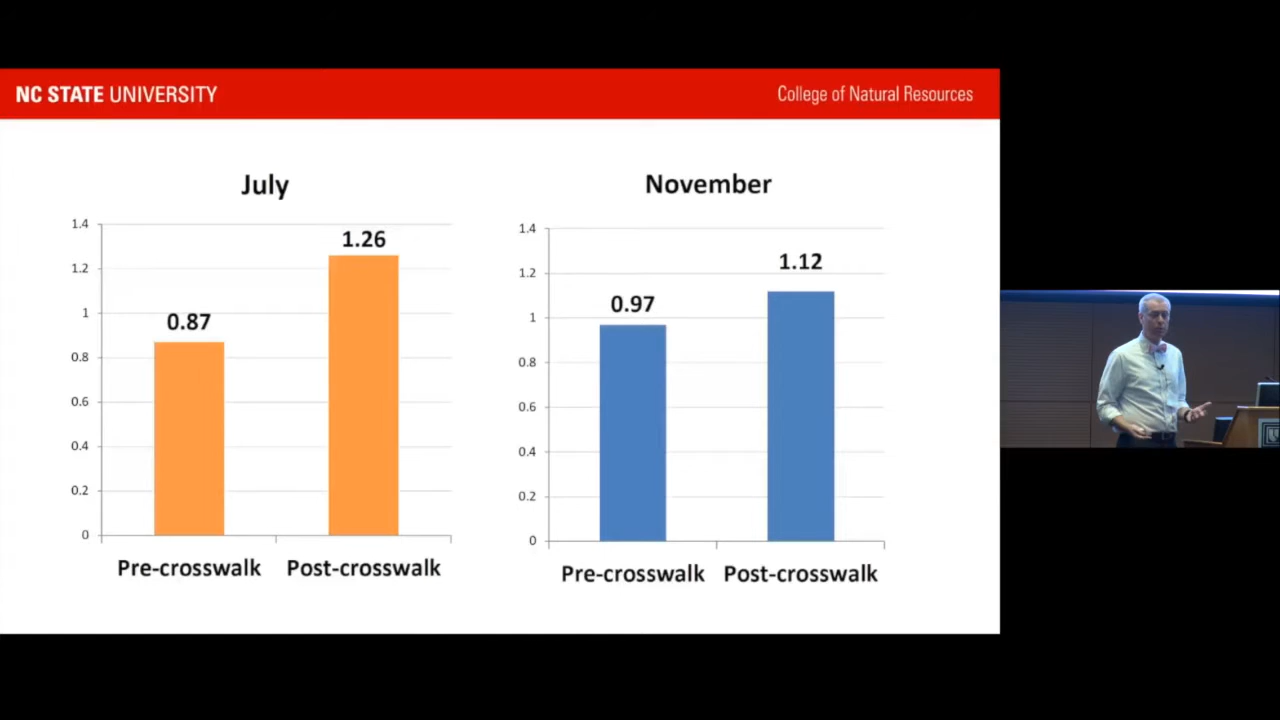 NC STATE UNIVERSITY
College of Natural Resources
July
1.4
1.2
1
0.8
0.6
0.4
0.2
0
0.87
1.26
Pre-crosswalk
Post-crosswalk
November
1.4
1.2
1
0.8
0.6
0.4
0.2
0
0.97
1.12
Pre-crosswalk
Post-crosswalk